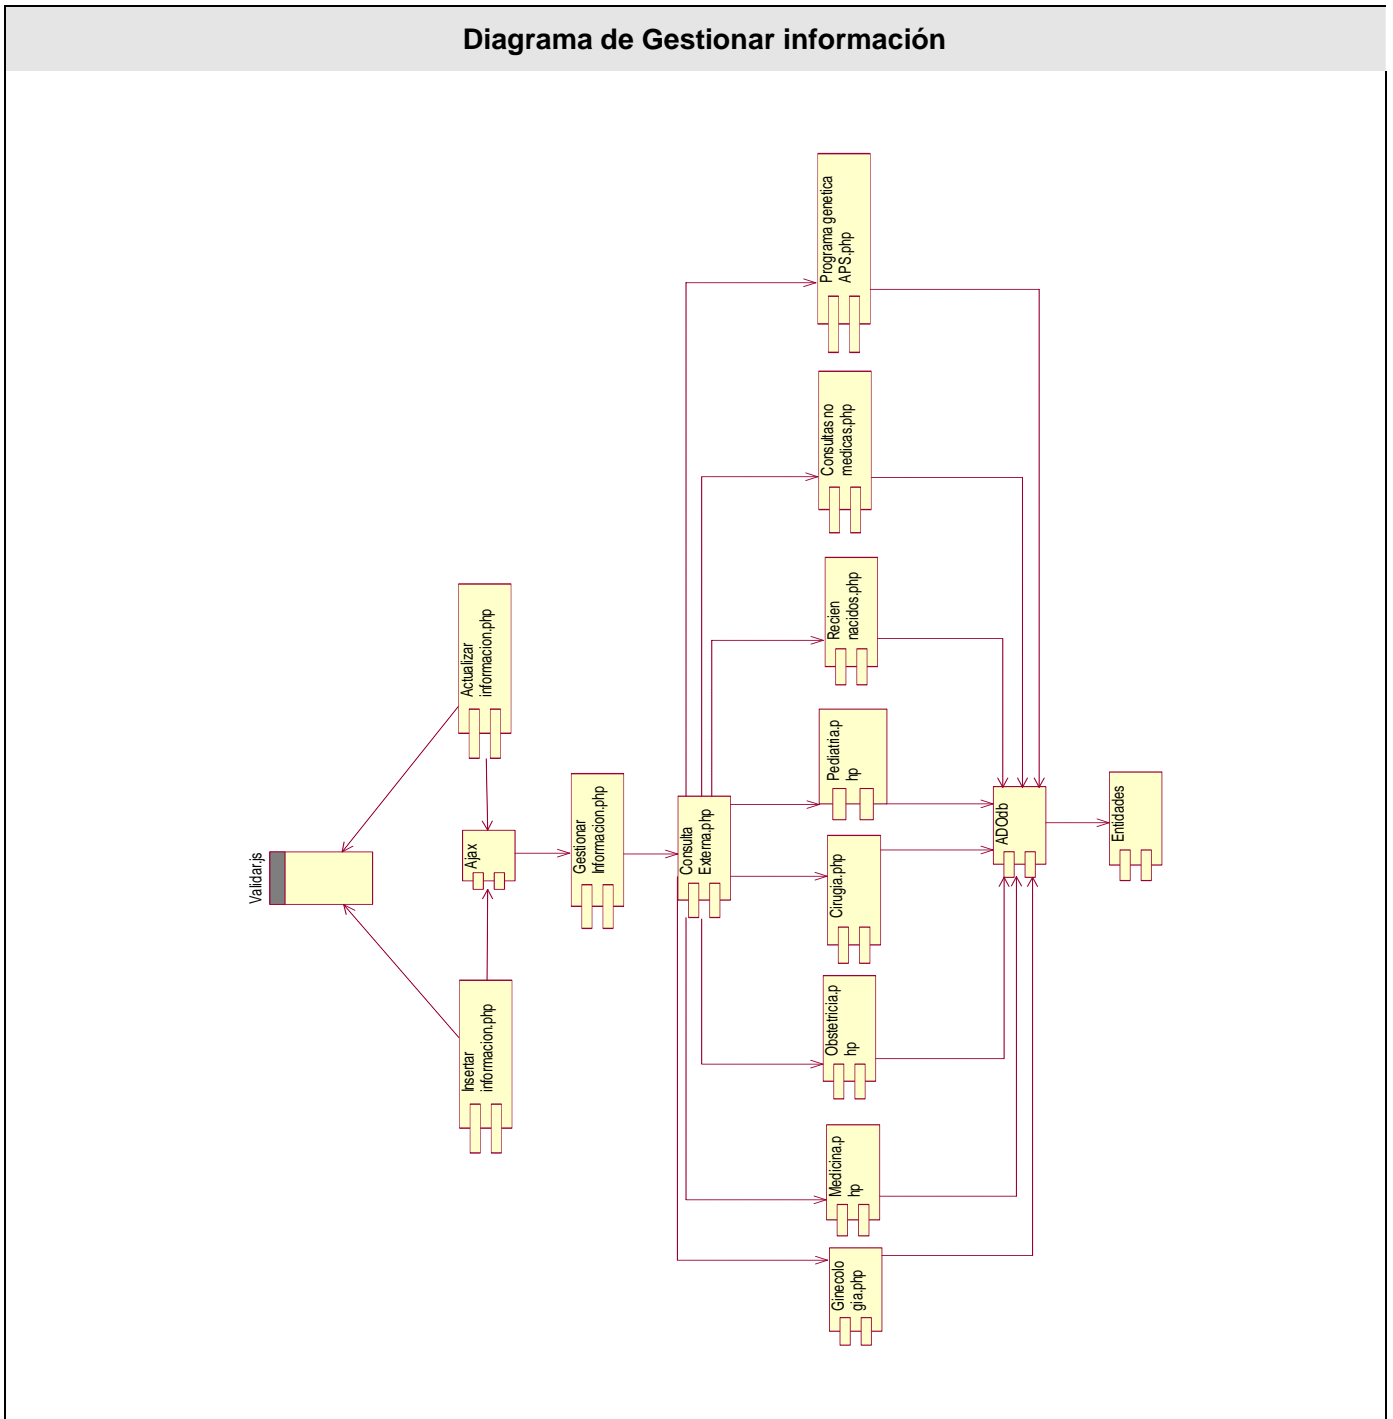 Diagrama de Gestionar información
Programa genetica
APS.php
Consultas no
medicas.php
Recien
nacidos.php
Actualizar
informacion.php
Pediatria.p
hp
Entidades
ADOdb
Gestionar
Informacion.php
Consulta
Externa.php
Ajax
Validar.js
Cirugia.php
Obstetricia.p
hp
Insertar
informacion.php
Medicina.p
hp
Ginecolo
gia.php